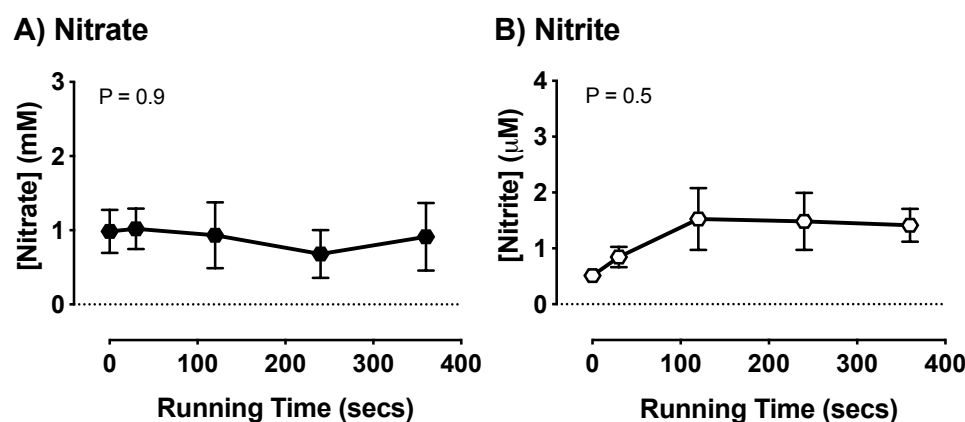 A) Nitrate
P = 0.9
[Nitrate] (mM)
3
2
1
0
0 100 200 300 400
Running Time (secs)
B) Nitrite
P = 0.5
[Nitrite] (μM)
4
3
2
1
0
0 100 200 300 400
Running Time (secs)